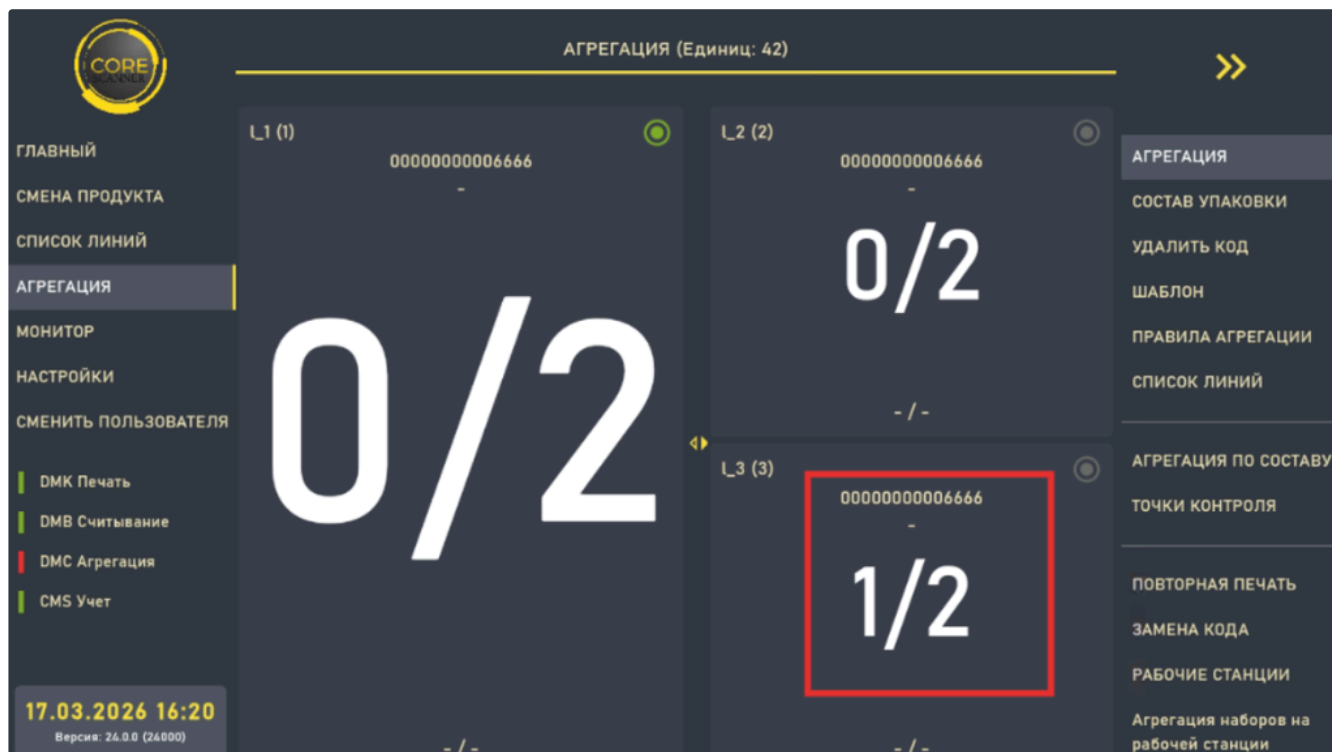 CORE
SCANNER
АГРЕГАЦИЯ (Единиц: 42)
ГЛАВНЫЙ
СМЕНА ПРОДУКТА
СПИСОК ЛИНИЙ
АГРЕГАЦИЯ
МОНИТОР
НАСТРОЙКИ
СМЕНИТЬ ПОЛЬЗОВАТЕЛЯ
DMK Печать
DMB Считывание
DMC Агрегация
CMS Учет
17.03.2026 16:20
Версия: 24.0.0 (24000)
l_1 (1)
00000000006666
-
0/2
- / -
l_2 (2)
00000000006666
-
0/2
- / -
l_3 (3)
00000000006666
-
1/2
- / -
АГРЕГАЦИЯ
СОСТАВ УПАКОВКИ
УДАЛИТЬ КОД
ШАБЛОН
ПРАВИЛА АГРЕГАЦИИ
СПИСОК ЛИНИЙ
АГРЕГАЦИЯ ПО СОСТАВУ
ТОЧКИ КОНТРОЛЯ
ПОВТОРНАЯ ПЕЧАТЬ
ЗАМЕНА КОДА
РАБОЧИЕ СТАНЦИИ
Агрегация наборов на
рабочей станции